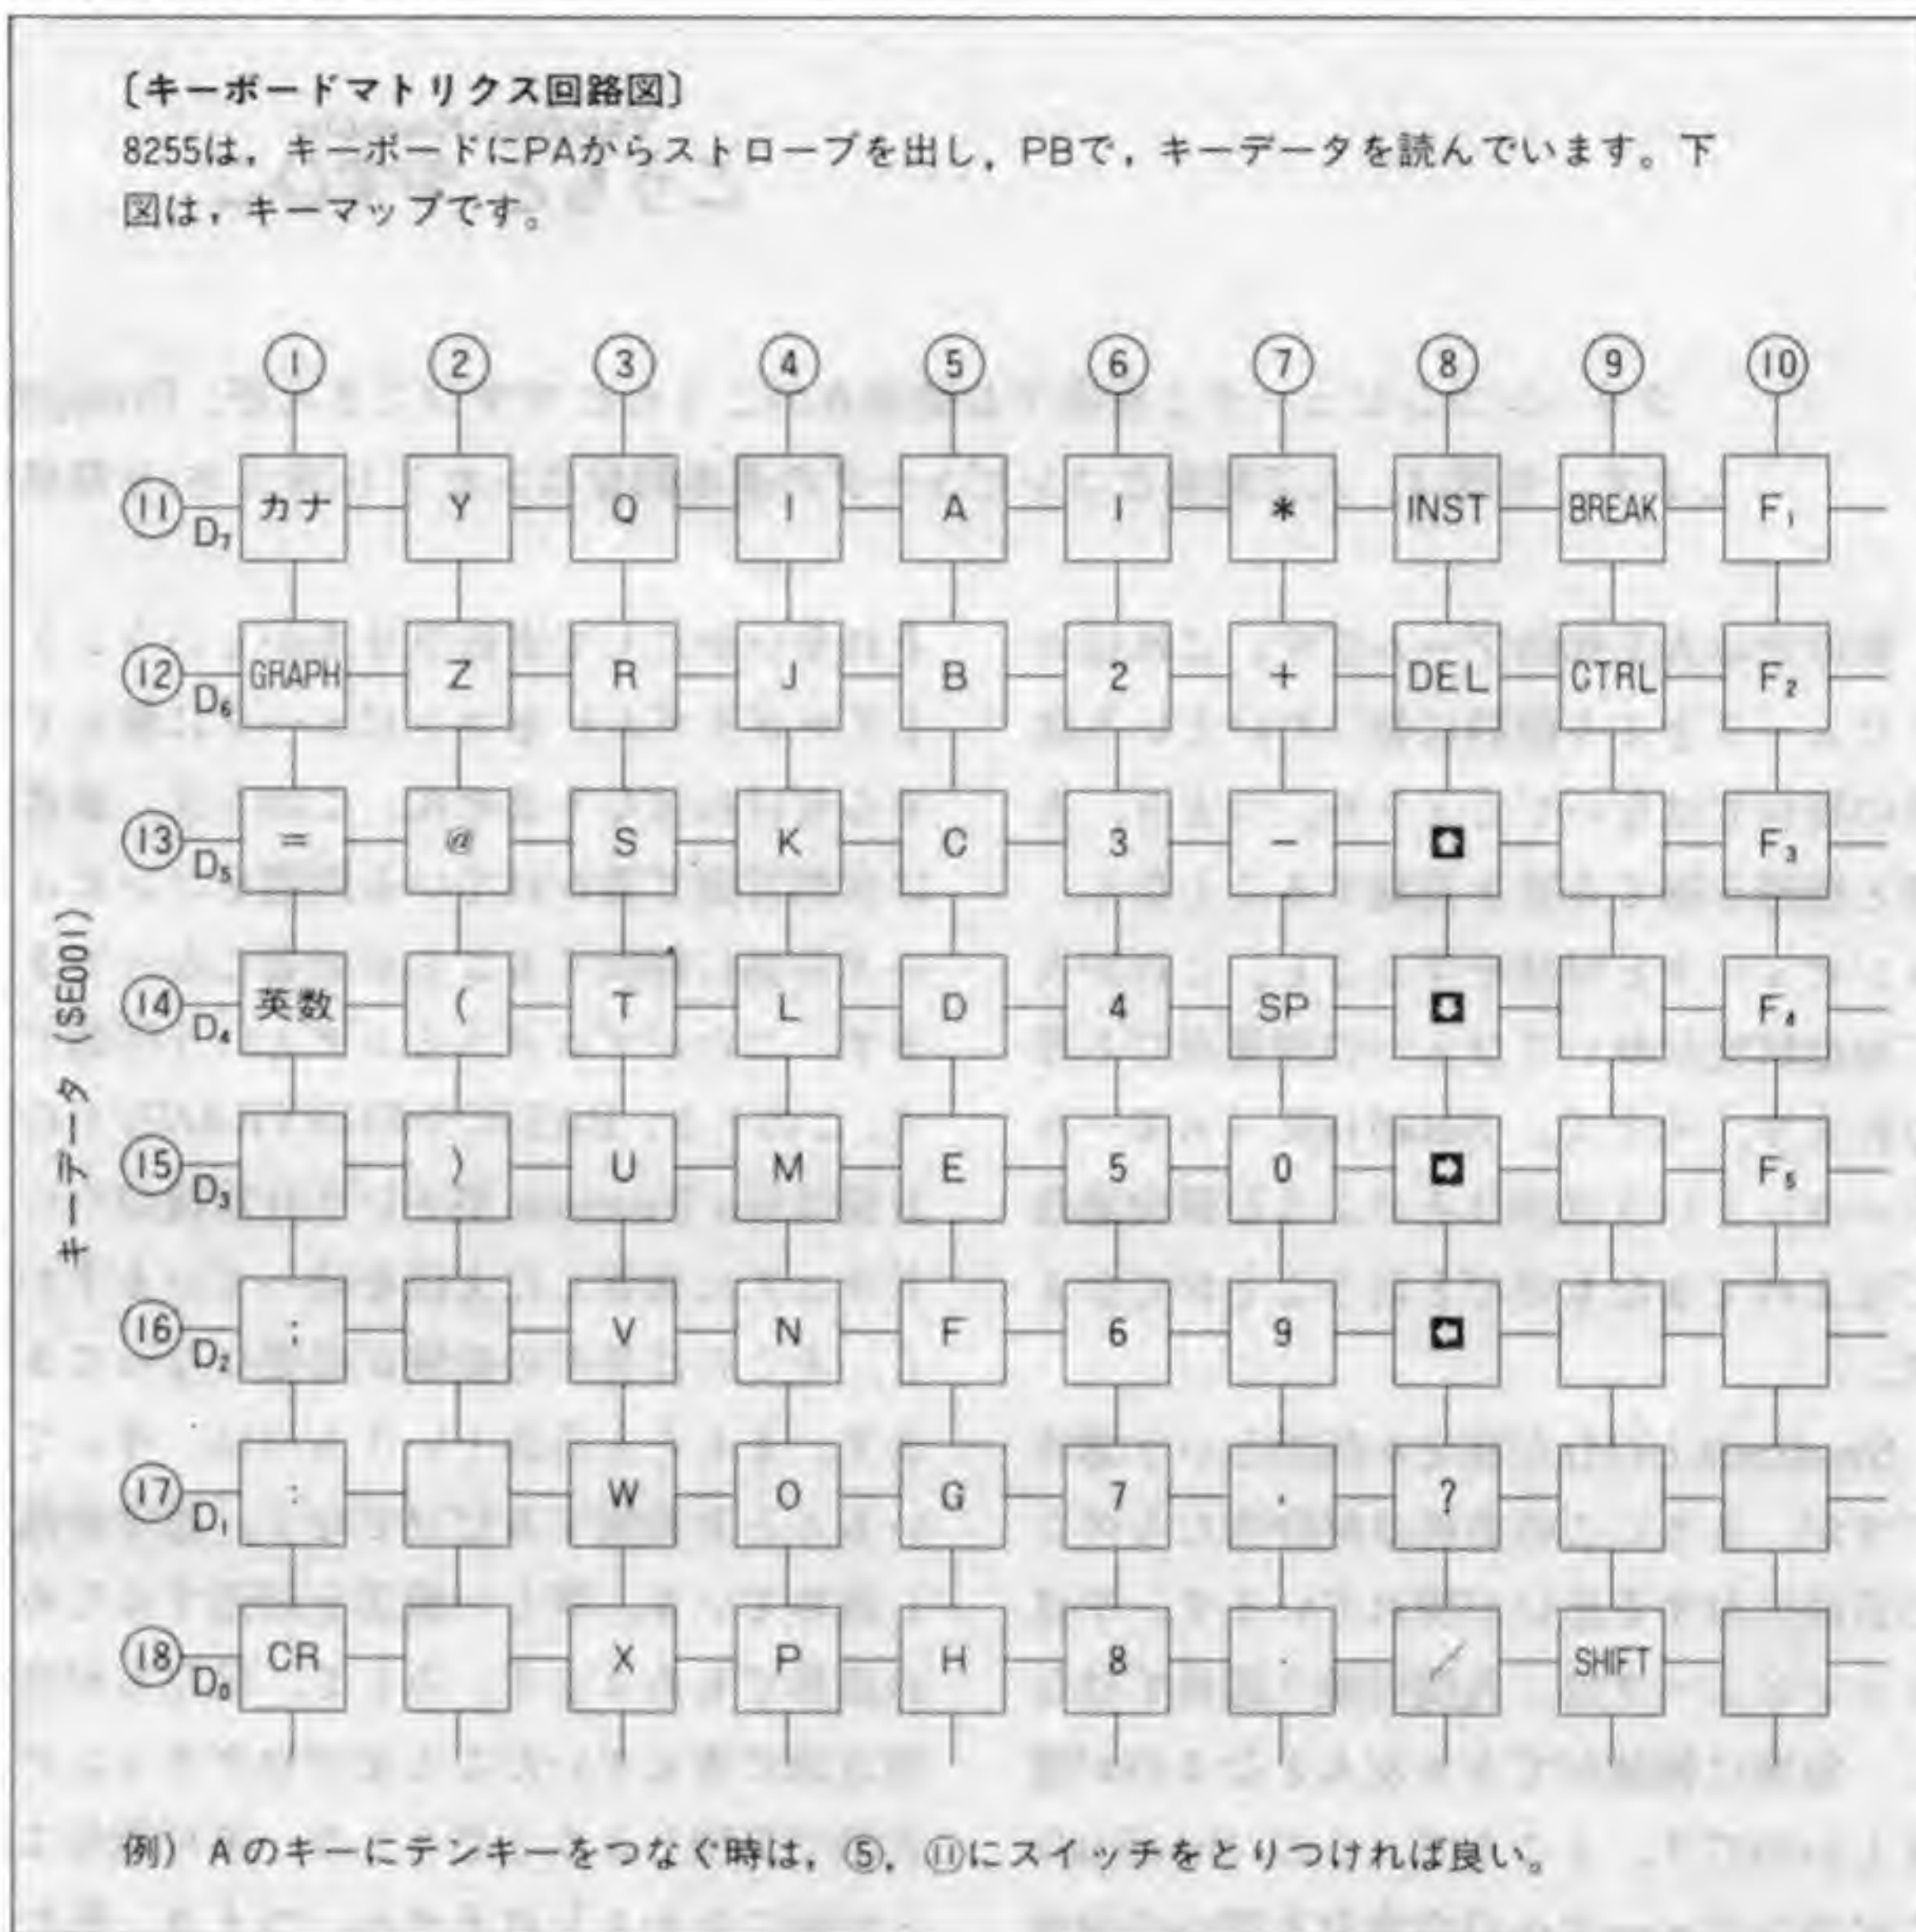 〔キーボードマトリクス回路図〕
8255は，キーボードにPAからストローブを出し，PBで，キーデータを読んでいます。下
図は，キーマップです。
① ② ③ ④ ⑤ ⑥ ⑦ ⑧ ⑨ ⑩
⑪ D₇ カナ Y Q I A 1 * INST BREAK F₁
⑫ D₆ GRAPH Z R J B 2 + DEL CTRL F₂
⑬ D₅ = @ S K C 3 - F₃
⑭ D₄ 英数 ( T L D 4 SP F₄
⑮ D₃ ) U M E 5 0 F₅
⑯ D₂ ; V N F 6 9
⑰ D₁ : W O G 7 , ?
⑱ D₀ CR X P H 8 . / SHIFT
キーデータ (SE001)
例) Aのキーにテンキーをつなぐ時は，⑤，⑪にスイッチをとりつければ良い。